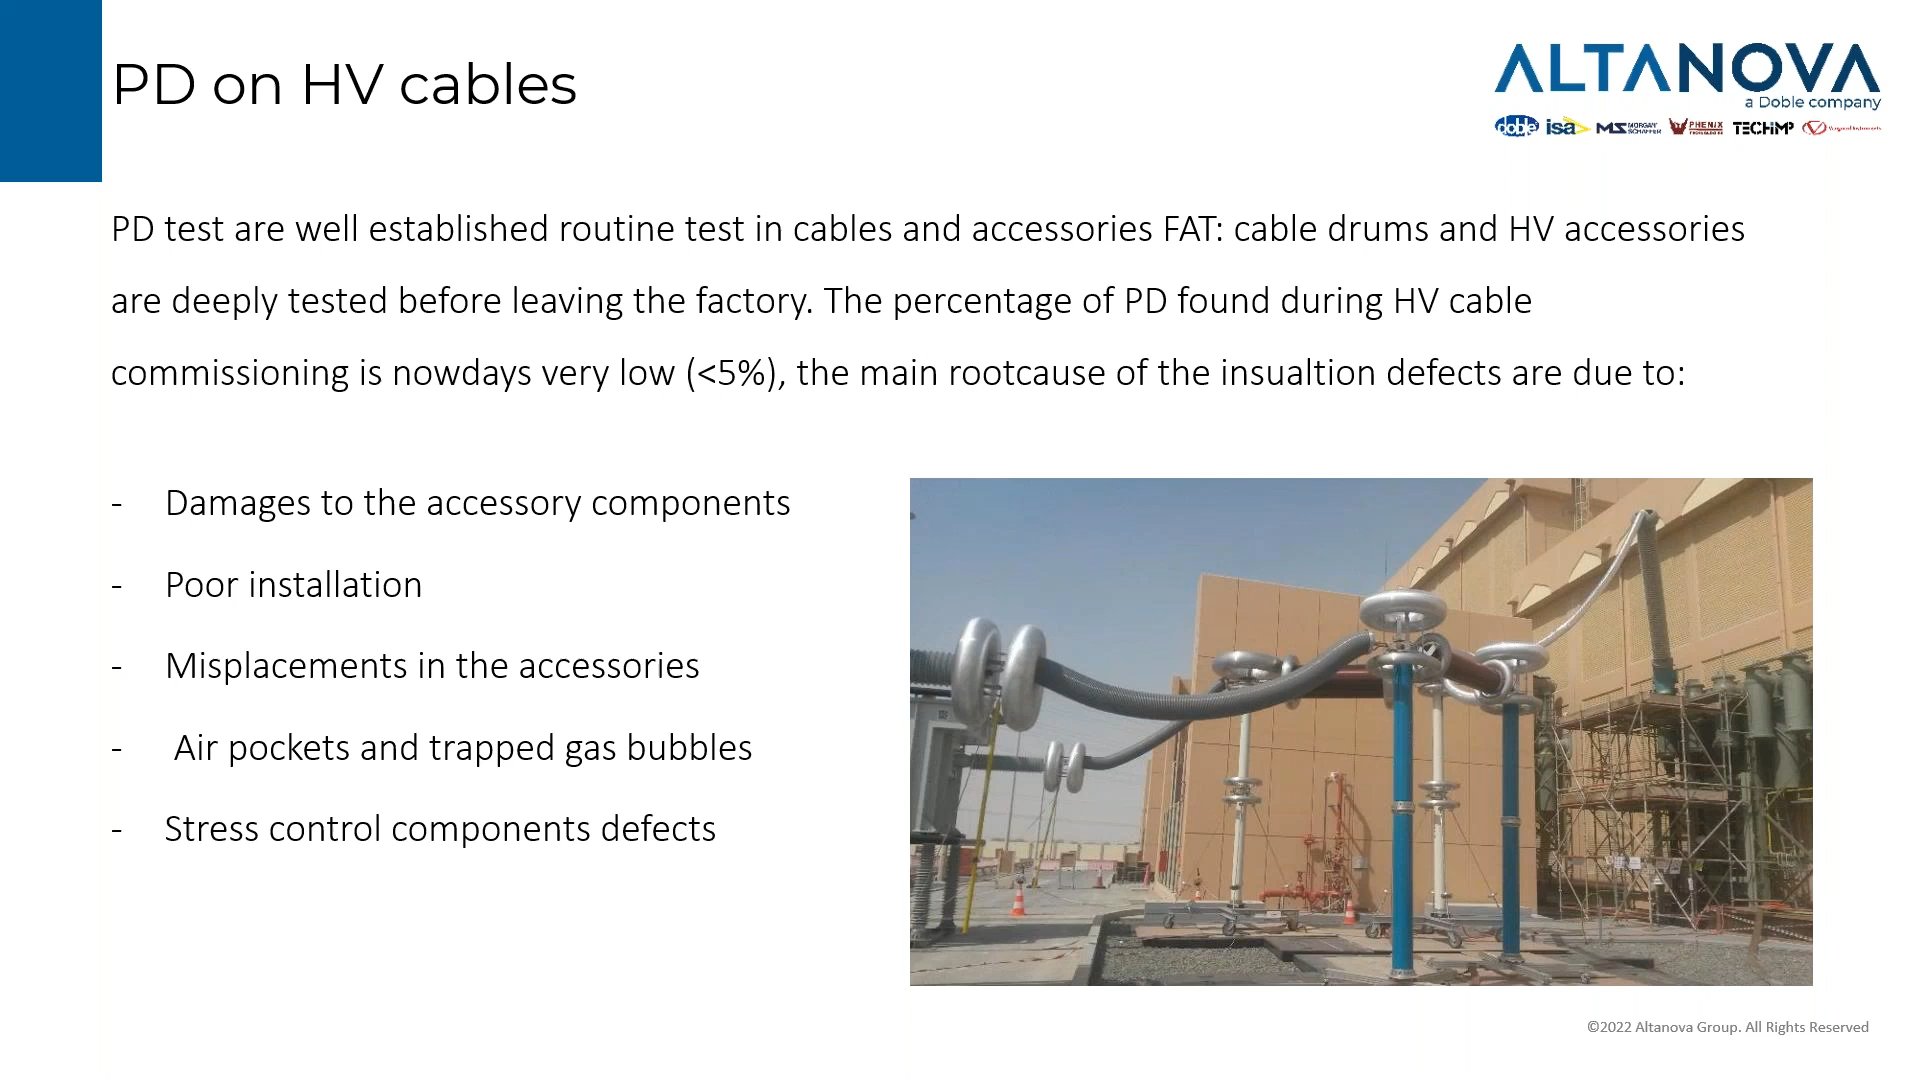 PD on HV cables
ALTANOVA
a Doble company
doble isa MS MORGAN SCHAFFER PHENIX TECHNOLOGIES TECHIMP Vanguard Instruments
PD test are well established routine test in cables and accessories FAT: cable drums and HV accessories
are deeply tested before leaving the factory. The percentage of PD found during HV cable
commissioning is nowdays very low (<5%), the main rootcause of the insualtion defects are due to:
- Damages to the accessory components
- Poor installation
- Misplacements in the accessories
- Air pockets and trapped gas bubbles
- Stress control components defects
©2022 Altanova Group. All Rights Reserved